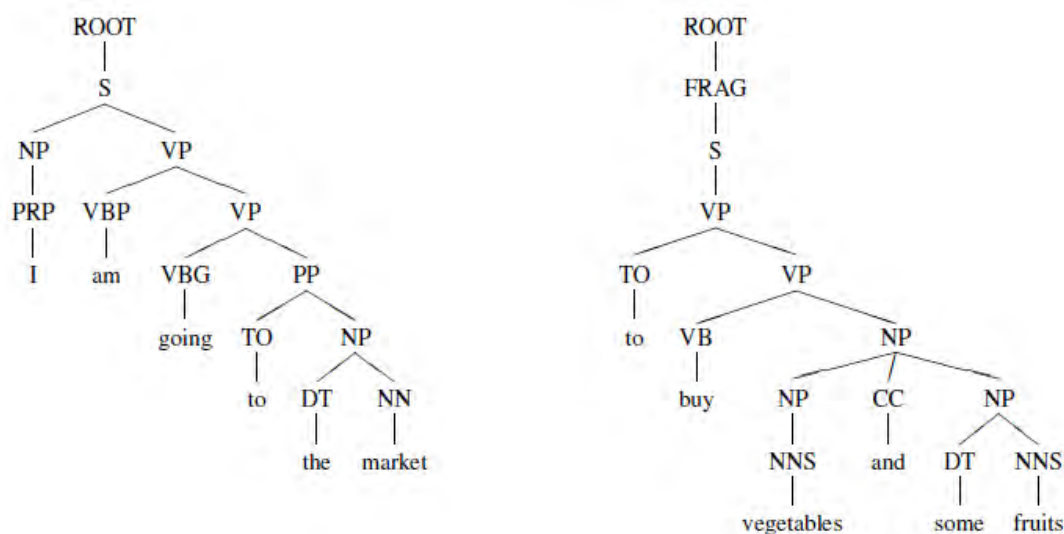 ROOT ROOT
S FRAG
NP VP S
PRP VBP VP VP
I am VBG PP TO VP
going TO NP to VB NP
to DT NN buy NP CC NP
the market NNS and DT NNS
vegetables some fruits